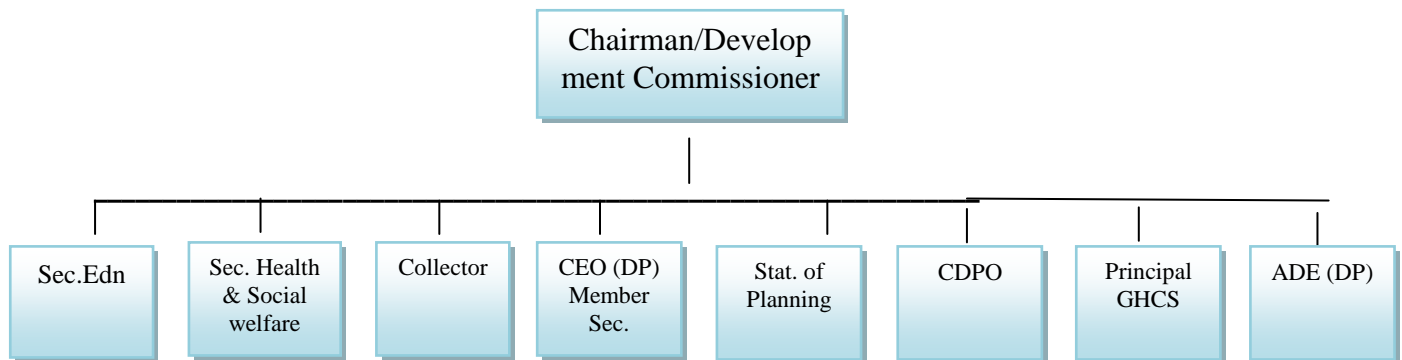 Chairman/Develop
ment Commissioner
Sec.Edn
Sec. Health
& Social
welfare
Collector
CEO (DP)
Member
Sec.
Stat. of
Planning
CDPO
Principal
GHCS
ADE (DP)